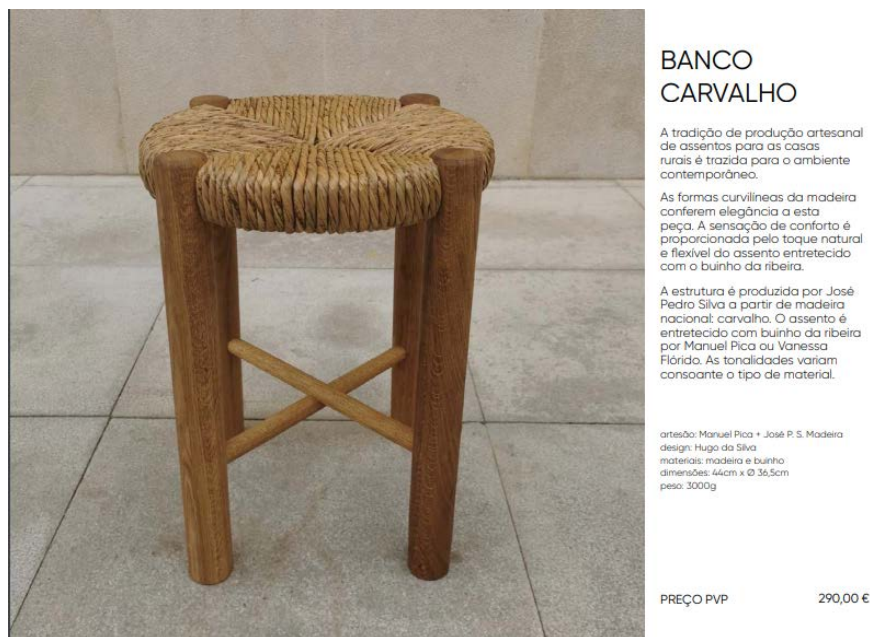 BANCO
CARVALHO
A tradição de produção artesanal
de assentos para as casas
rurais é trazida para o ambiente
contemporâneo.
As formas curvilíneas da madeira
conferem elegância a esta
peça. A sensação de conforto é
proporcionada pelo toque natural
e flexível do assento entretecido
com o buinho da ribeira.
A estrutura é produzida por José
Pedro Silva a partir de madeira
nacional: carvalho. O assento é
entretecido com buinho da ribeira
por Manuel Pica ou Vanessa
Flórido. As tonalidades variam
consoante o tipo de material.
artesão: Manuel Pica + José P. S. Madeira
design: Hugo da Silva
materiais: madeira e buinho
dimensões: 44cm x Ø 36,5cm
peso: 3000g
PREÇO PVP 290,00 €